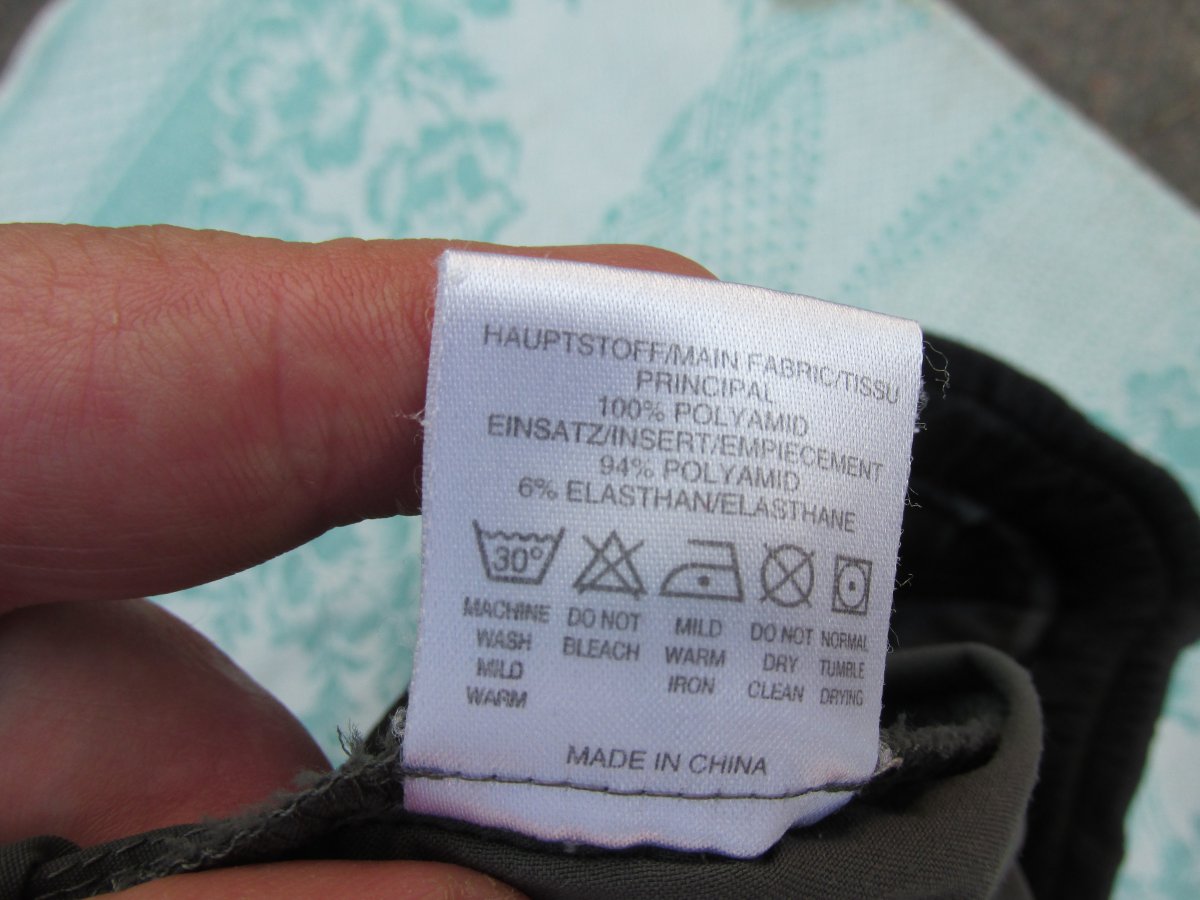 HAUPTSTOFF/MAIN FABRIC/TISSU
PRINCIPAL
100% POLYAMID
EINSATZ/INSERT/EMPIECEMENT
94% POLYAMID
6% ELASTHAN/ELASTHANE
30°
MACHINE WASH MILD WARM
DO NOT BLEACH
MILD WARM IRON
DO NOT DRY CLEAN
NORMAL TUMBLE DRYING
MADE IN CHINA